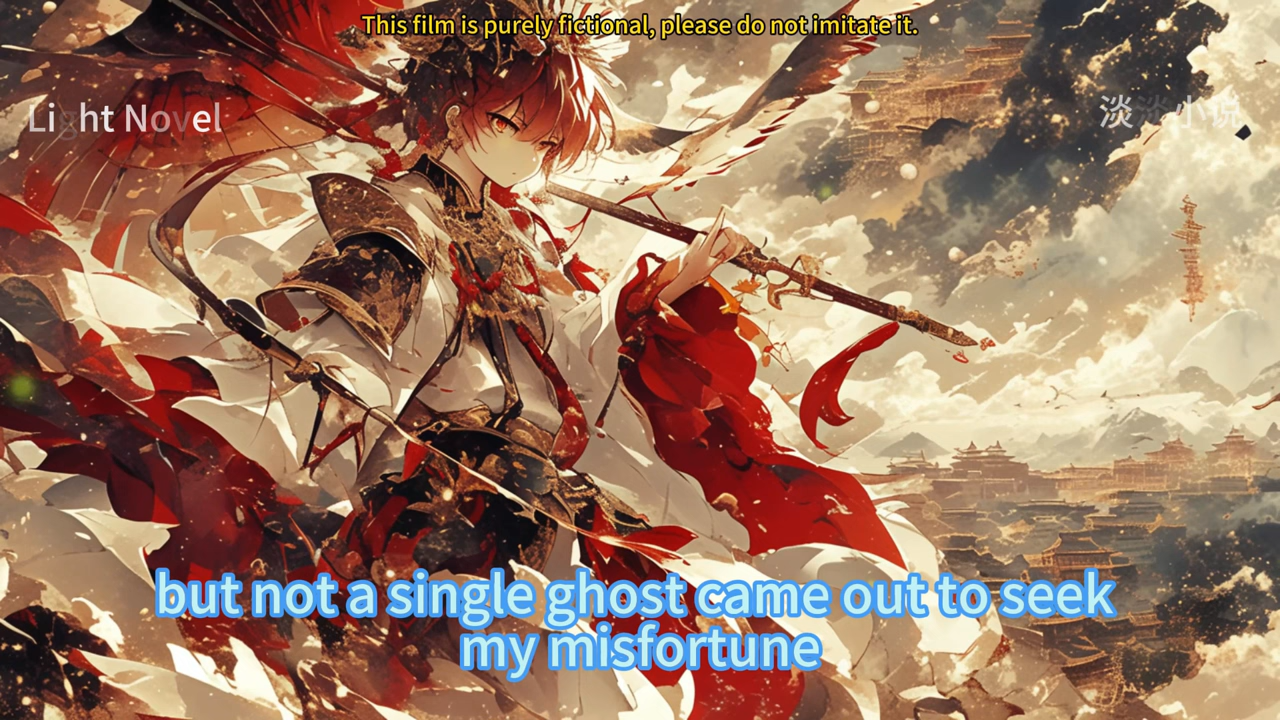 This film is purely fictional, please do not imitate it.
Light Novel
淡淡小说
but not a single ghost came out to seek
my misfortune